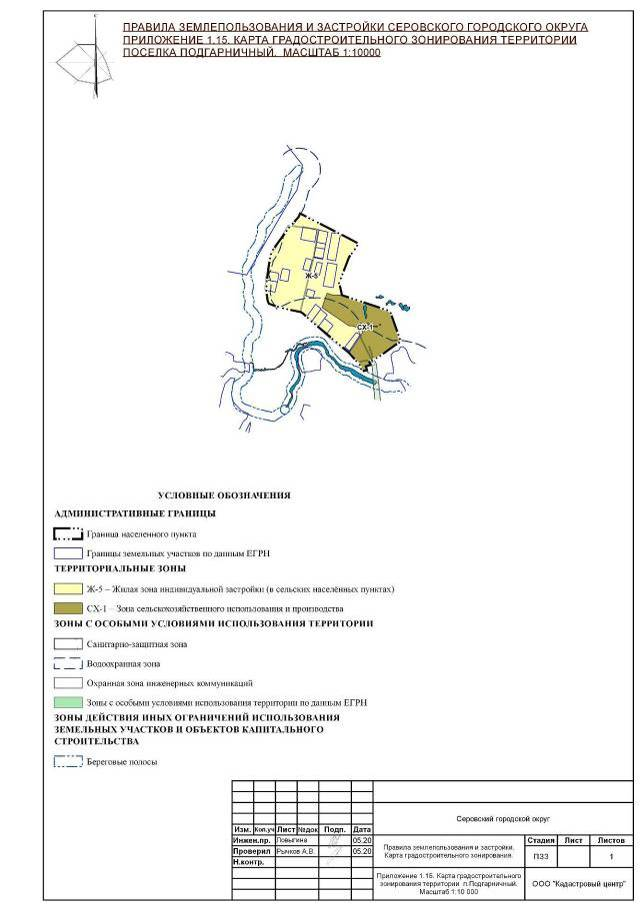 ПРАВИЛА ЗЕМЛЕПОЛЬЗОВАНИЯ И ЗАСТРОЙКИ СЕРОВСКОГО ГОРОДСКОГО ОКРУГА
ПРИЛОЖЕНИЕ 1.15. КАРТА ГРАДОСТРОИТЕЛЬНОГО ЗОНИРОВАНИЯ ТЕРРИТОРИИ
ПОСЕЛКА ПОДГАРНИЧНЫЙ. МАСШТАБ 1:10000
Ж-5
СХ-1
УСЛОВНЫЕ ОБОЗНАЧЕНИЯ
АДМИНИСТРАТИВНЫЕ ГРАНИЦЫ
Граница населенного пункта
Границы земельных участков по данным ЕГРН
ТЕРРИТОРИАЛЬНЫЕ ЗОНЫ
Ж-5 – Жилая зона индивидуальной застройки (в сельских населённых пунктах)
СХ-1 – Зона сельскохозяйственного использования и производства
ЗОНЫ С ОСОБЫМИ УСЛОВИЯМИ ИСПОЛЬЗОВАНИЯ ТЕРРИТОРИИ
Санитарно-защитная зона
Водоохранная зона
Охранная зона инженерных коммуникаций
Зоны с особыми условиями использования территории по данным ЕГРН
ЗОНЫ ДЕЙСТВИЯ ИНЫХ ОГРАНИЧЕНИЙ ИСПОЛЬЗОВАНИЯ
ЗЕМЕЛЬНЫХ УЧАСТКОВ И ОБЪЕКТОВ КАПИТАЛЬНОГО
СТРОИТЕЛЬСТВА
Береговые полосы
Серовский городской округ
Изм. Кол.уч Лист №док Подп. Дата
Инжен.пр. Ловыгина 05.20
Проверил Рычков А.В. 05.20
Н.контр.
Правила землепользования и застройки.
Карта градостроительного зонирования.
Стадия Лист Листов
ПЗЗ 1
Приложение 1.15. Карта градостроительного
зонирования территории п.Подгарничный.
Масштаб 1:10 000
ООО "Кадастровый центр"